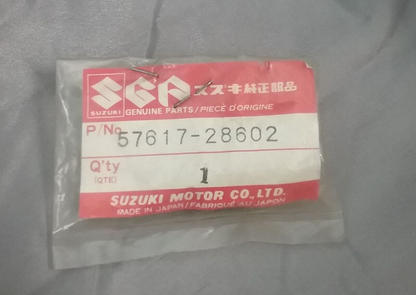 SGP スズキ純正部品
SUZUKI GENUINE PARTS/PIÈCE D'ORIGINE
P/No. 57617-28602
Q'ty 1
(QTE)
SUZUKI MOTOR CO.,LTD.
MADE IN JAPAN/FABRIQUÉ AU JAPON